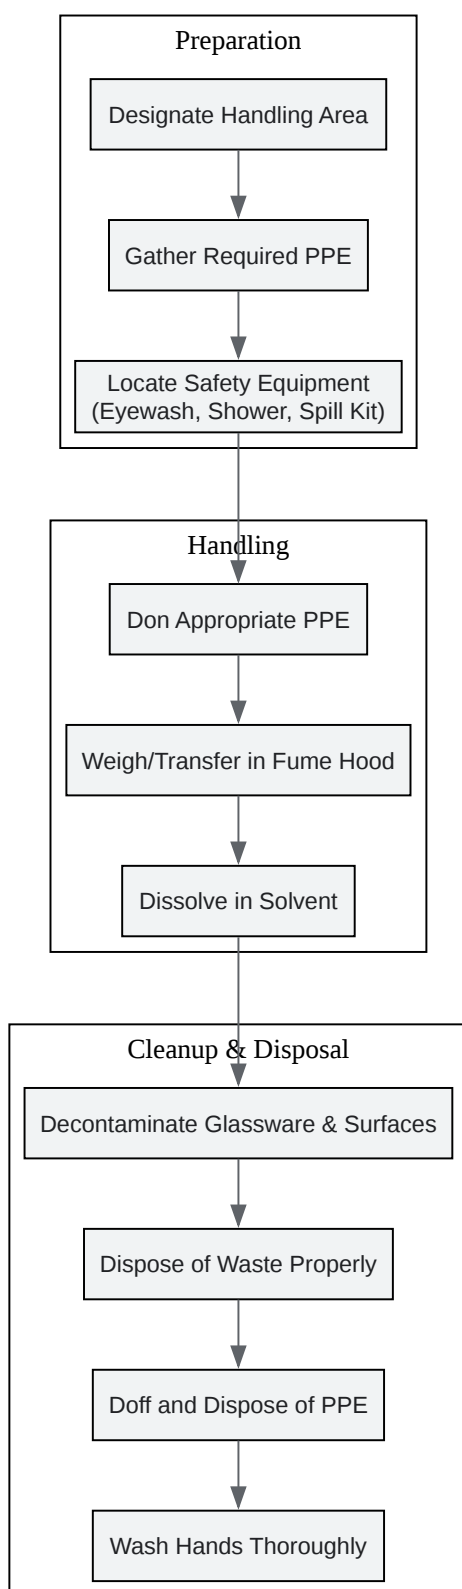 Preparation
Designate Handling Area
Gather Required PPE
Locate Safety Equipment
(Eyewash, Shower, Spill Kit)
Handling
Don Appropriate PPE
Weigh/Transfer in Fume Hood
Dissolve in Solvent
Cleanup & Disposal
Decontaminate Glassware & Surfaces
Dispose of Waste Properly
Doff and Dispose of PPE
Wash Hands Thoroughly